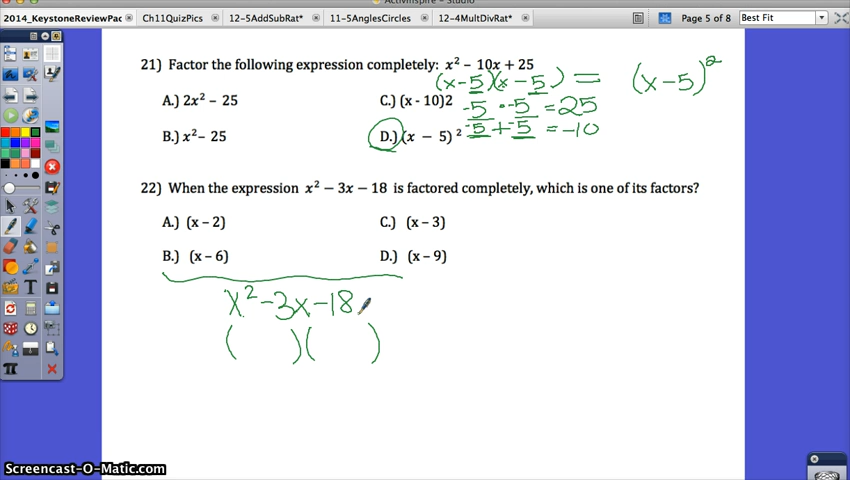 ActivInspire - Studio
2014_KeystoneReviewPac Ch11QuizPics 12-5AddSubRat* 11-5AnglesCircles 12-4MultDivRat* Page 5 of 8 Best Fit
21) Factor the following expression completely: x² – 10x + 25
(x-5)(x-5) = (x-5)²
A.) 2x² – 25 C.) (x - 10)2
-5 · -5 = 25
B.) x² – 25 D.) (x – 5)²
-5 + -5 = -10
22) When the expression x² – 3x – 18 is factored completely, which is one of its factors?
A.) (x – 2) C.) (x – 3)
B.) (x – 6) D.) (x – 9)
x²-3x-18
( )( )
Screencast-O-Matic.com